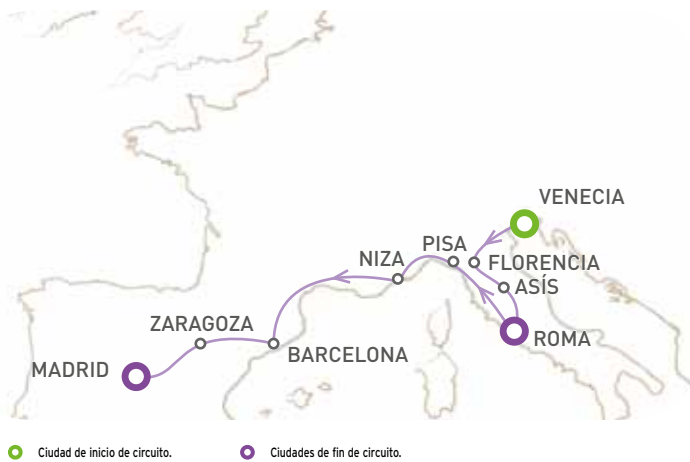 VENECIA
PISA
NIZA
FLORENCIA
ASÍS
ZARAGOZA
ROMA
BARCELONA
MADRID
Ciudad de inicio de circuito.
Ciudades de fin de circuito.